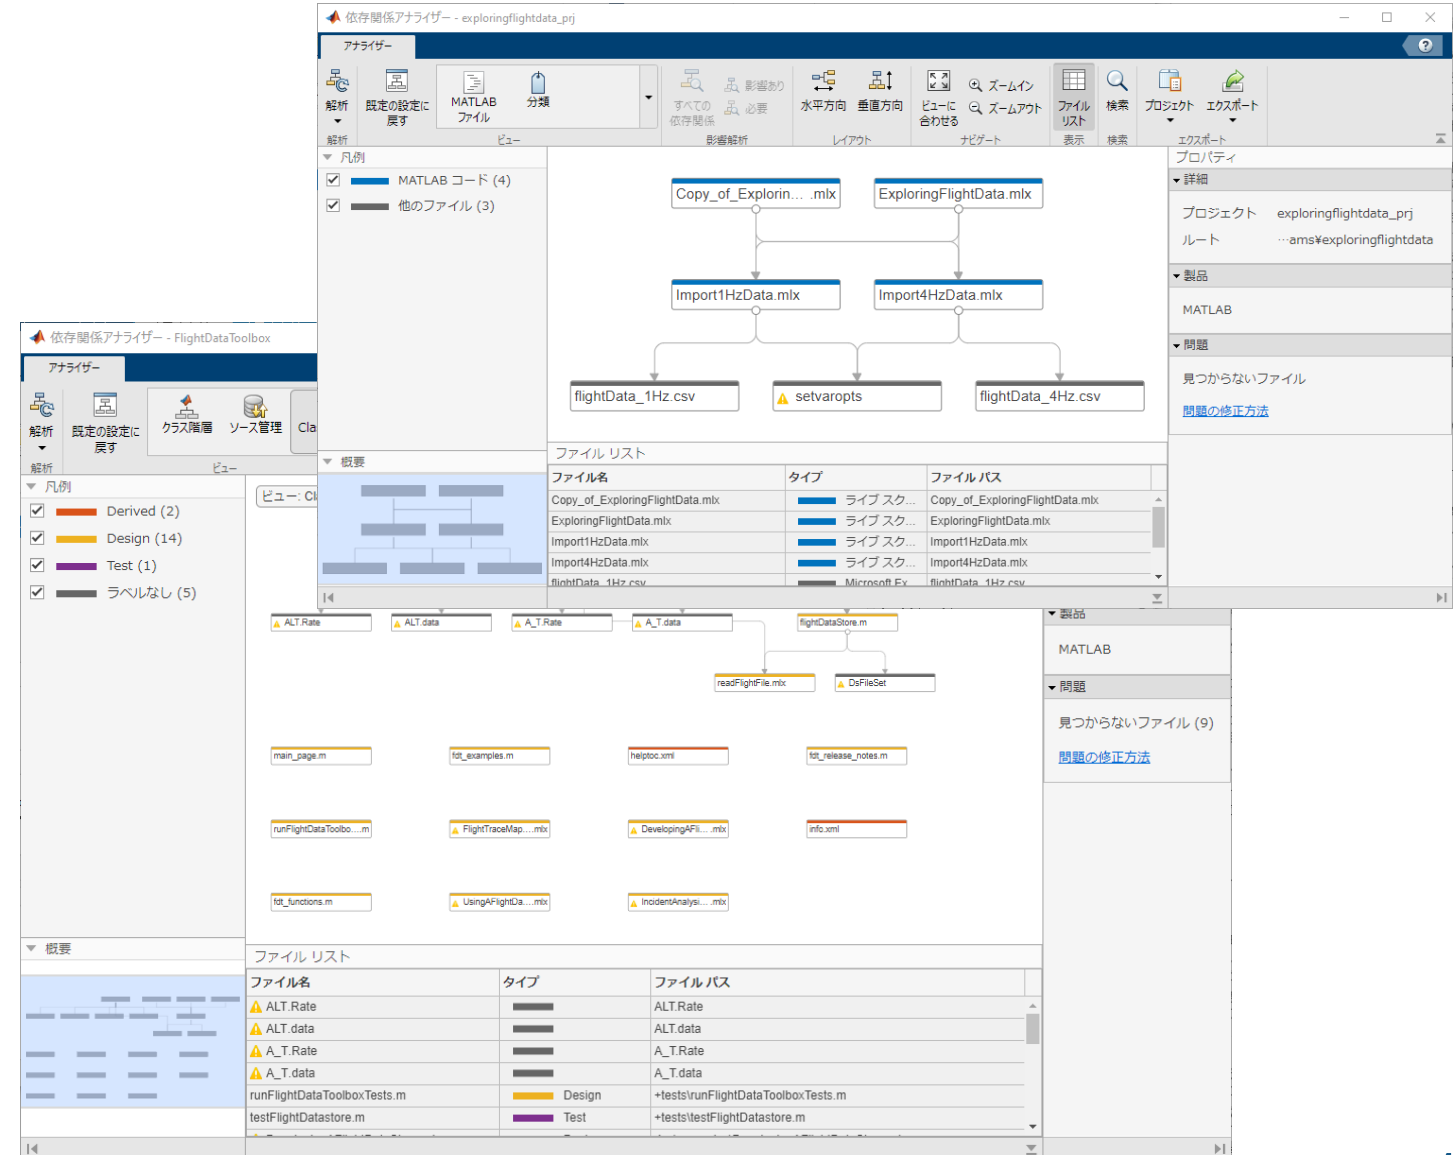 依存関係アナライザー - exploringflightdata_prj
アナライザー
解析
既定の設定に
戻す
MATLAB
ファイル
分類
すべての
依存関係
影響あり
必要
水平方向
垂直方向
ビューに
合わせる
ズームイン
ズームアウト
ファイル
リスト
検索
プロジェクト
エクスポート
解析
ビュー
影響解析
レイアウト
ナビゲート
表示
検索
エクスポート
凡例
MATLAB コード (4)
他のファイル (3)
Copy_of_Explorin... .mlx
ExploringFlightData.mlx
Import1HzData.mlx
Import4HzData.mlx
flightData_1Hz.csv
setvaropts
flightData_4Hz.csv
プロパティ
詳細
プロジェクト exploringflightdata_prj
ルート …ams¥exploringflightdata
製品
MATLAB
問題
見つからないファイル
問題の修正方法
概要
ファイル リスト
ファイル名 タイプ ファイル パス
Copy_of_ExploringFlightData.mlx ライブ スク... Copy_of_ExploringFlightData.mlx
ExploringFlightData.mlx ライブ スク... ExploringFlightData.mlx
Import1HzData.mlx ライブ スク... Import1HzData.mlx
Import4HzData.mlx ライブ スク... Import4HzData.mlx
flightData_1Hz.csv Microsoft Ex... flightData_1Hz.csv
依存関係アナライザー - FlightDataToolbox
アナライザー
解析
既定の設定に
戻す
クラス階層
ソース管理
Cla
解析
ビュー
凡例
Derived (2)
Design (14)
Test (1)
ラベルなし (5)
ビュー: Cl
ALT.Rate
ALT.data
A_T.Rate
A_T.data
flightDataStore.m
readFlightFile.mlx
DsFileSet
main_page.m
fdt_examples.m
helptoc.xml
fdt_release_notes.m
runFlightDataToolbo....m
FlightTraceMap....mlx
DevelopingAFli... .mlx
info.xml
fdt_functions.m
UsingAFlightDa....mlx
IncidentAnalysi... .mlx
製品
MATLAB
問題
見つからないファイル (9)
問題の修正方法
概要
ファイル リスト
ファイル名 タイプ ファイル パス
ALT.Rate ALT.Rate
ALT.data ALT.data
A_T.Rate A_T.Rate
A_T.data A_T.data
runFlightDataToolboxTests.m Design +tests\runFlightDataToolboxTests.m
testFlightDatastore.m Test +tests\testFlightDatastore.m